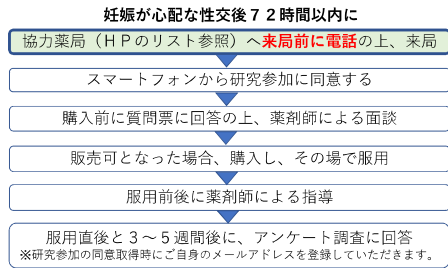 妊娠が心配な性交後７２時間以内に
協力薬局（ＨＰのリスト参照）へ来局前に電話の上、来局
スマートフォンから研究参加に同意する
購入前に質問票に回答の上、薬剤師による面談
販売可となった場合、購入し、その場で服用
服用前後に薬剤師による指導
服用直後と３～５週間後に、アンケート調査に回答
※研究参加の同意取得時にご自身のメールアドレスを登録していただきます。